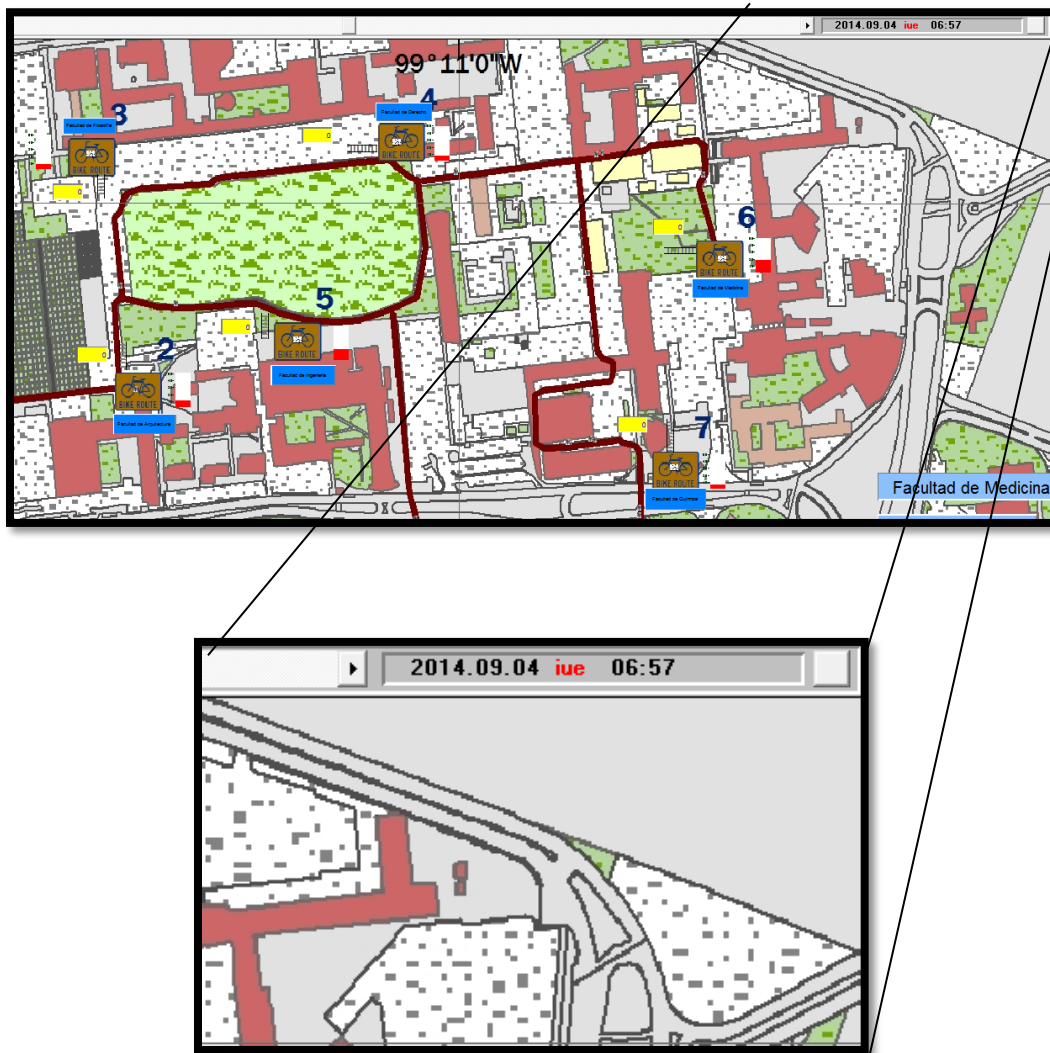 2014.09.04 iue 06:57
99°11'0"W
3
4
Facultad de Filosofía
Facultad de Derecho
0
BIKE ROUTE
BIKE ROUTE
0
6
0
BIKE ROUTE
Facultad de Medicina
5
0
BIKE ROUTE
2
0
Facultad de Ingeniería
BIKE ROUTE
Facultad de Arquitectura
0
7
BIKE ROUTE
Facultad de Química
Facultad de Medicina
2014.09.04 iue 06:57